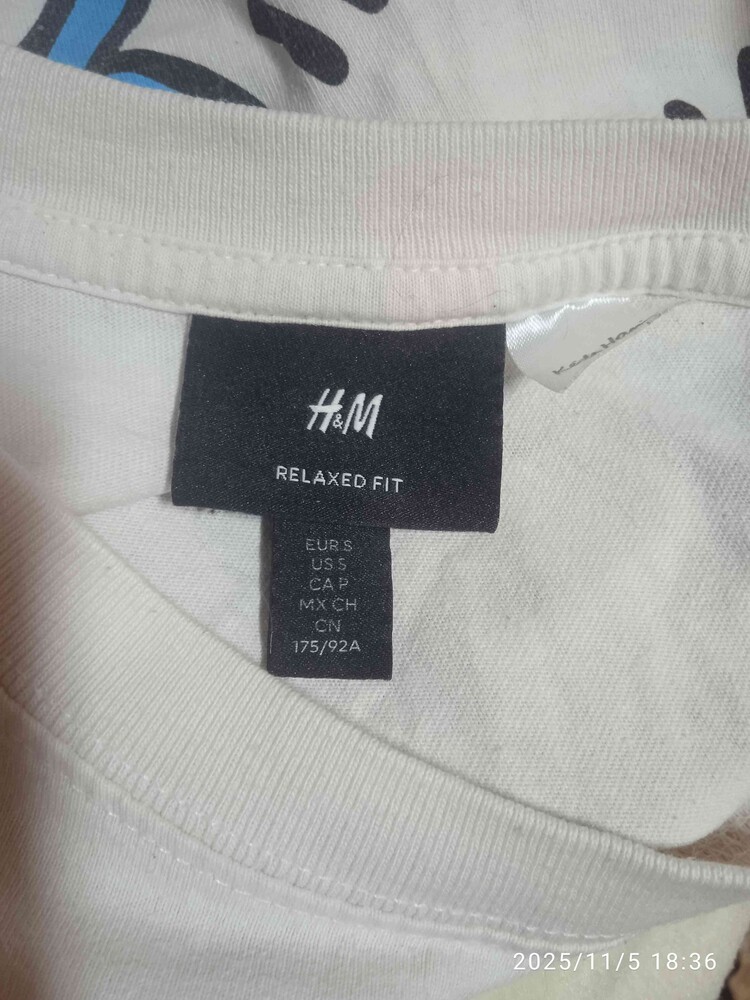 H&M
RELAXED FIT
EUR S
US S
CA P
MX CH
CN
175/92A
2025/11/5 18:36